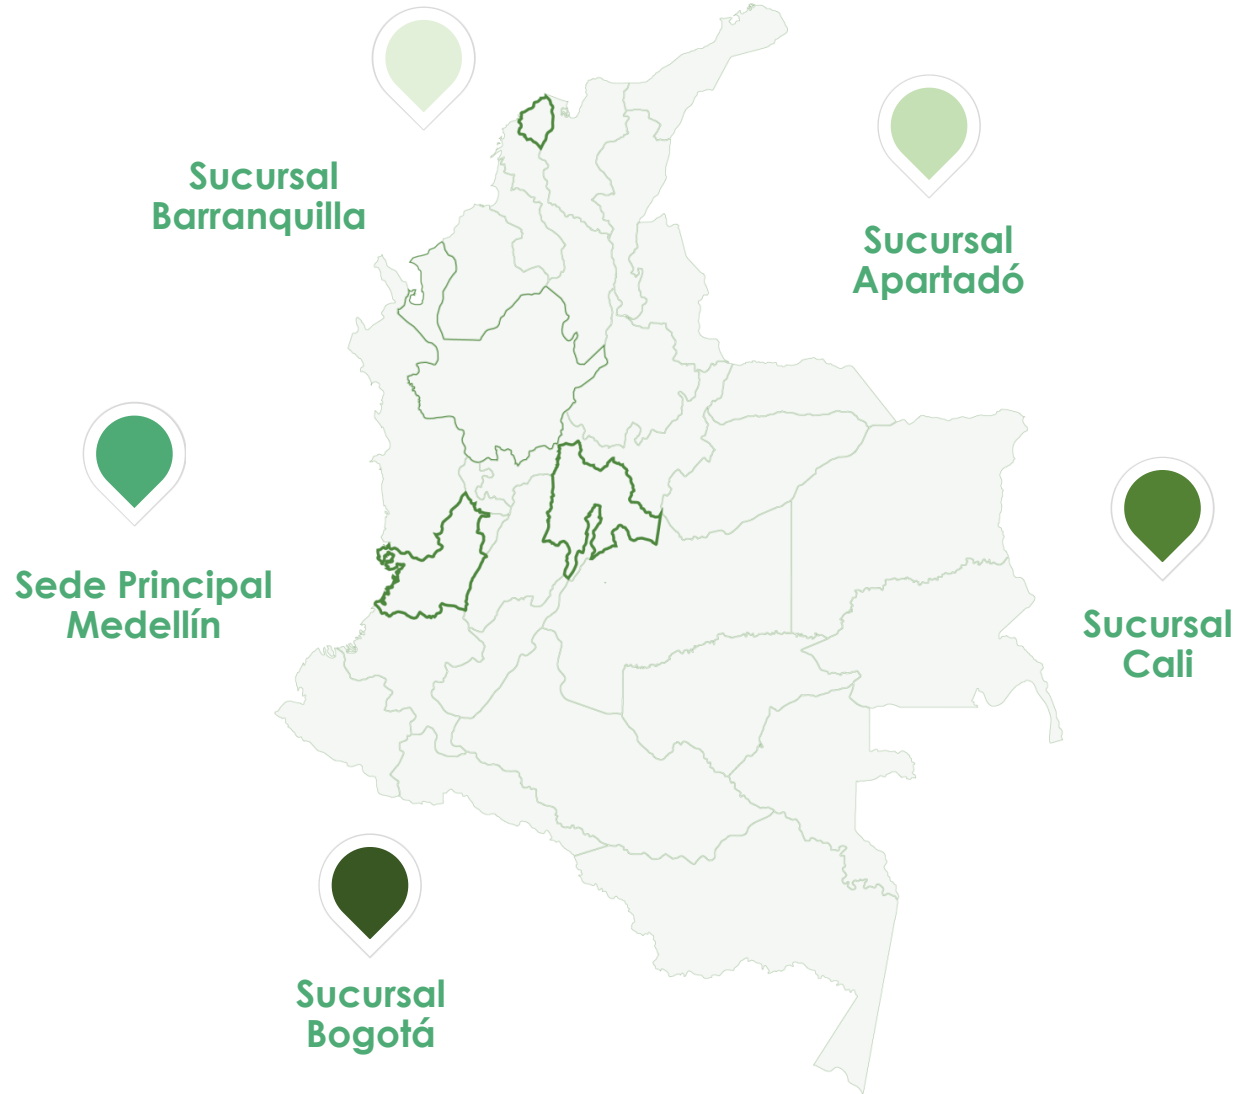 Sucursal
Barranquilla
Sucursal
Apartadó
Sede Principal
Medellín
Sucursal
Cali
Sucursal
Bogotá